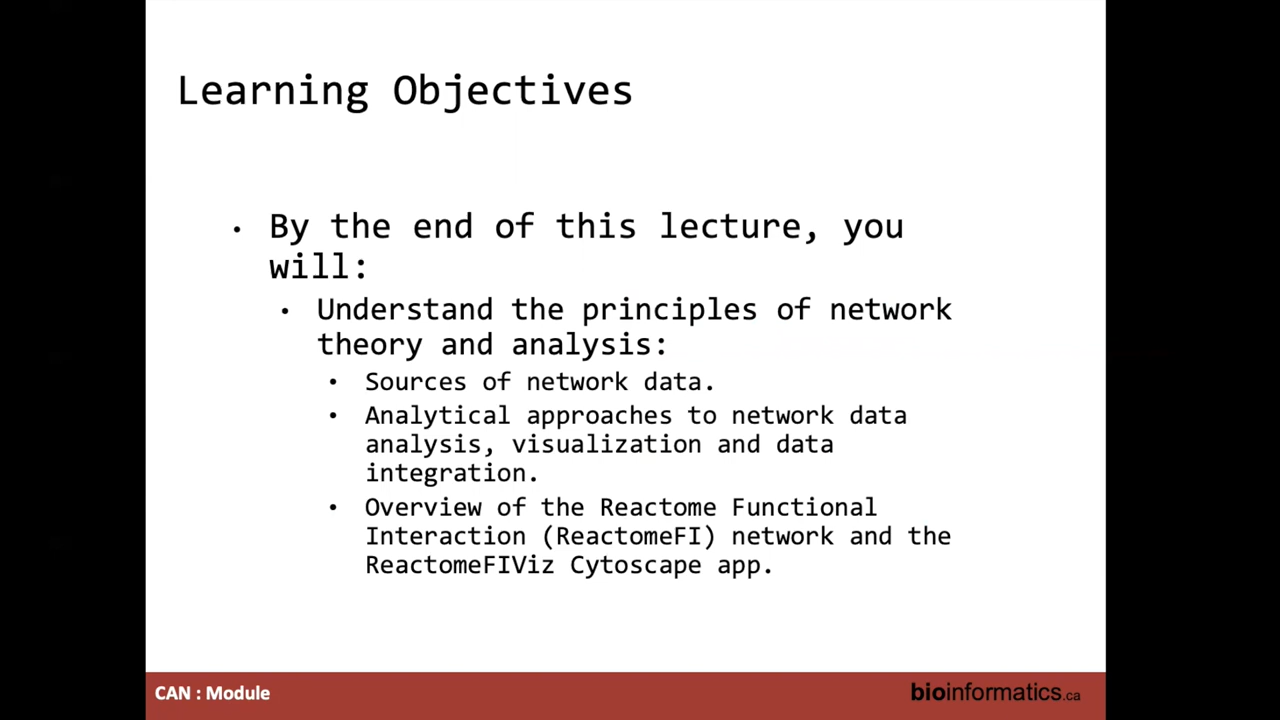 Learning Objectives
• By the end of this lecture, you
will:
• Understand the principles of network
theory and analysis:
• Sources of network data.
• Analytical approaches to network data
analysis, visualization and data
integration.
• Overview of the Reactome Functional
Interaction (ReactomeFI) network and the
ReactomeFIViz Cytoscape app.
CAN : Module
bioinformatics.ca